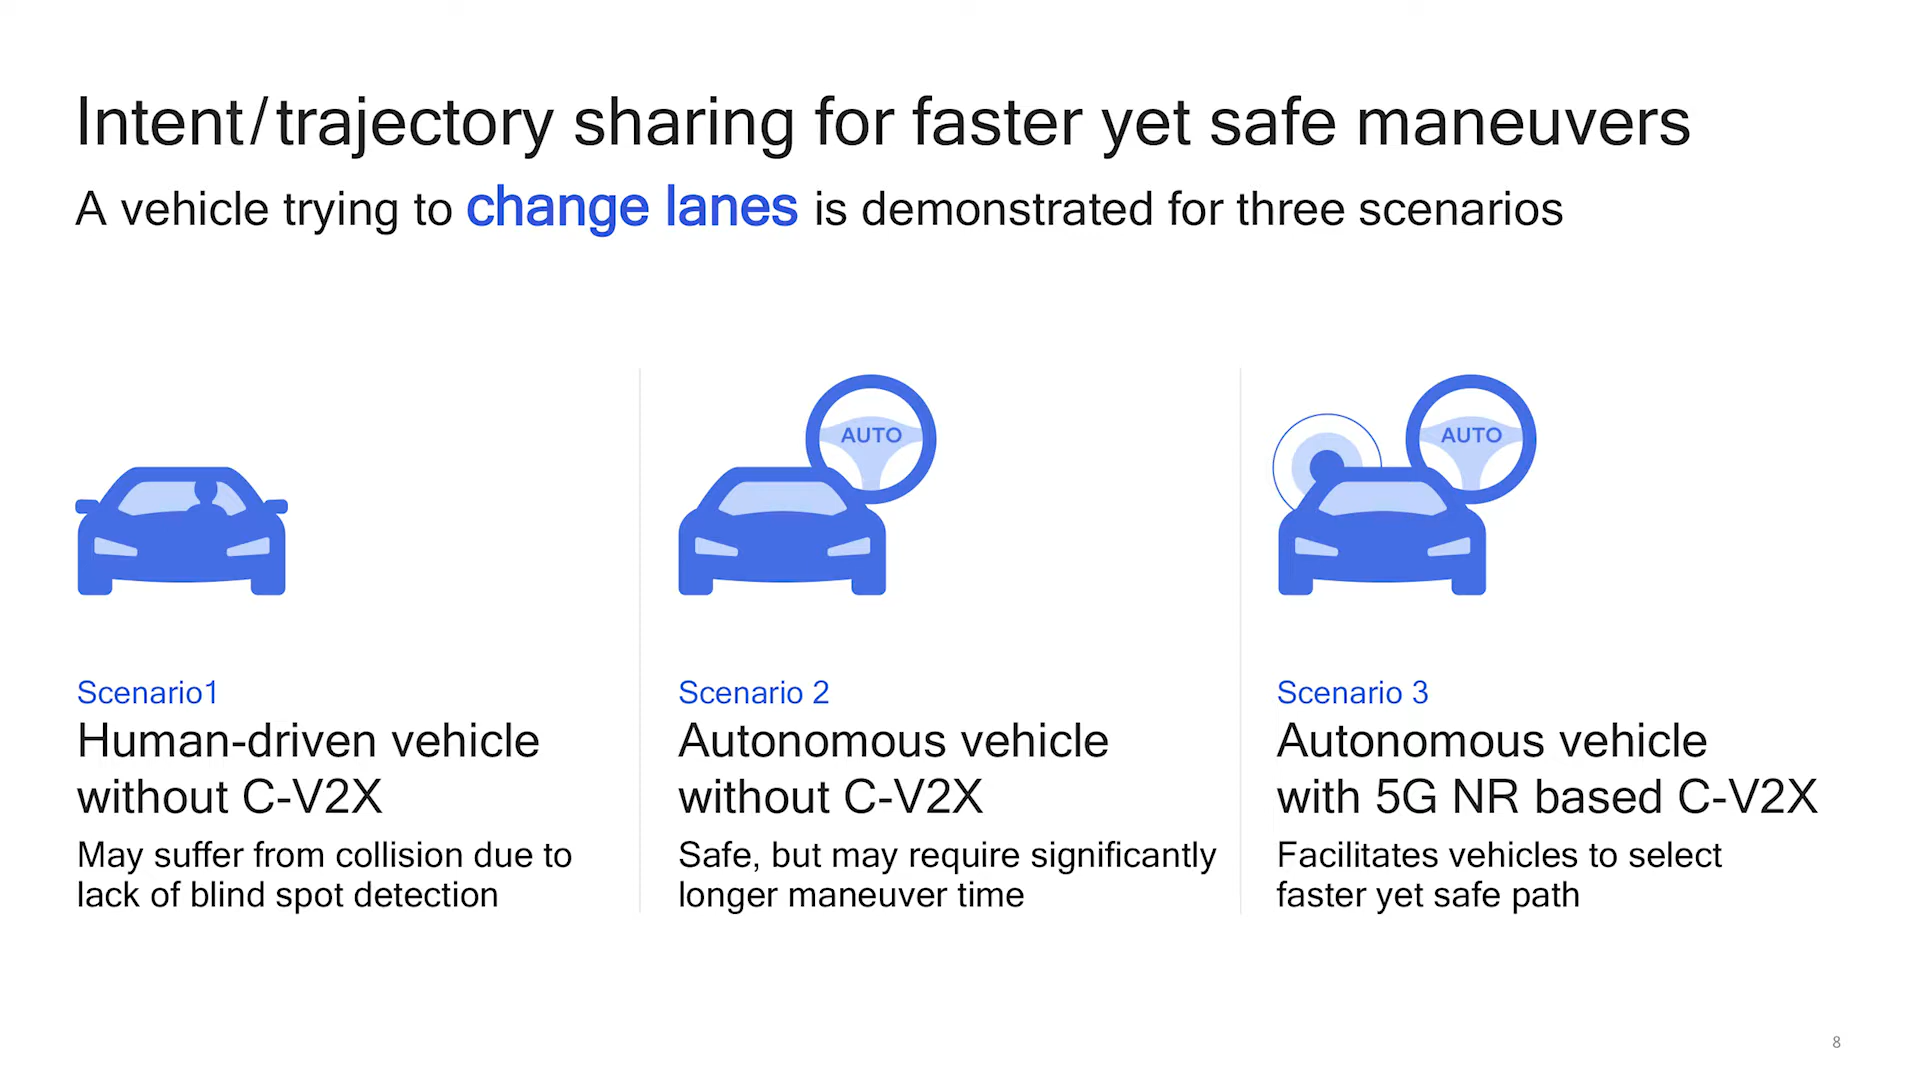 Intent/trajectory sharing for faster yet safe maneuvers
A vehicle trying to change lanes is demonstrated for three scenarios
AUTO
AUTO
Scenario1
Human-driven vehicle
without C-V2X
May suffer from collision due to
lack of blind spot detection
Scenario 2
Autonomous vehicle
without C-V2X
Safe, but may require significantly
longer maneuver time
Scenario 3
Autonomous vehicle
with 5G NR based C-V2X
Facilitates vehicles to select
faster yet safe path
8